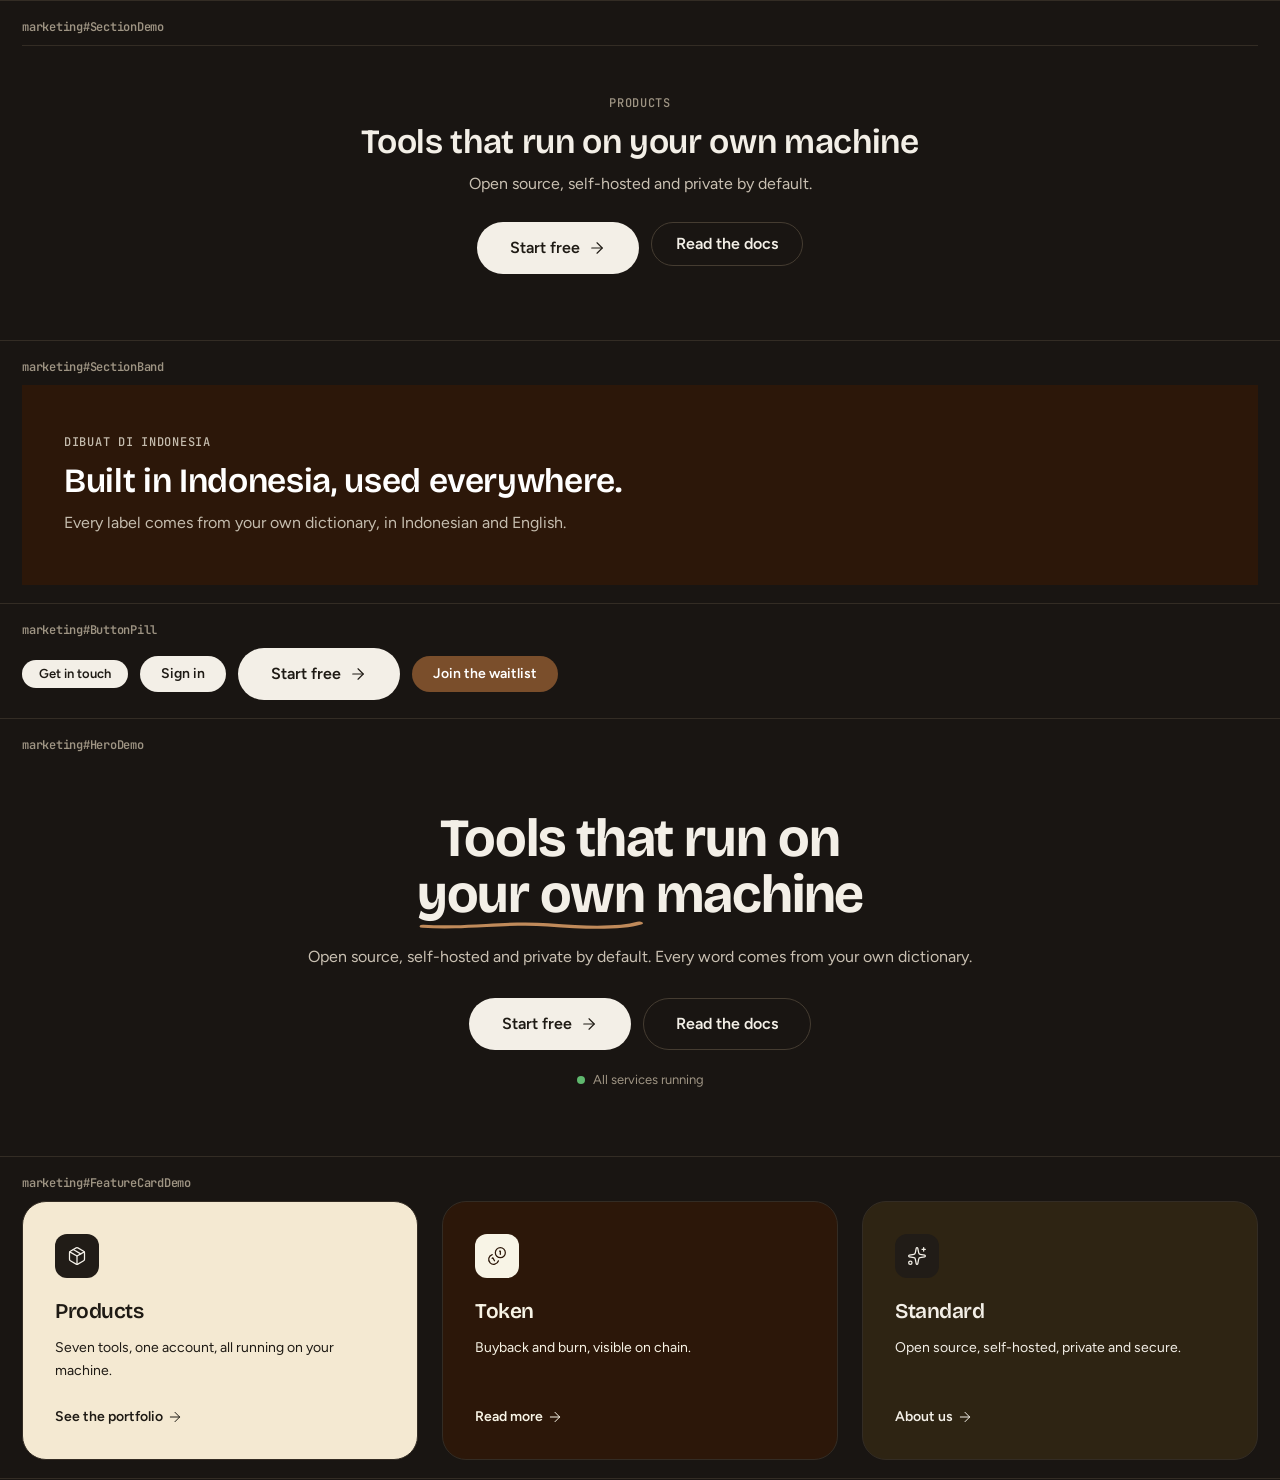 marketing#SectionDemo
PRODUCTS
Tools that run on your own machine
Open source, self-hosted and private by default.
Start free
Read the docs
marketing#SectionBand
DIBUAT DI INDONESIA
Built in Indonesia, used everywhere.
Every label comes from your own dictionary, in Indonesian and English.
marketing#ButtonPill
Get in touch
Sign in
Start free
Join the waitlist
marketing#HeroDemo
Tools that run on
your own machine
Open source, self-hosted and private by default. Every word comes from your own dictionary.
Start free
Read the docs
All services running
marketing#FeatureCardDemo
Products
Seven tools, one account, all running on your
machine.
See the portfolio
Token
Buyback and burn, visible on chain.
Read more
Standard
Open source, self-hosted, private and secure.
About us